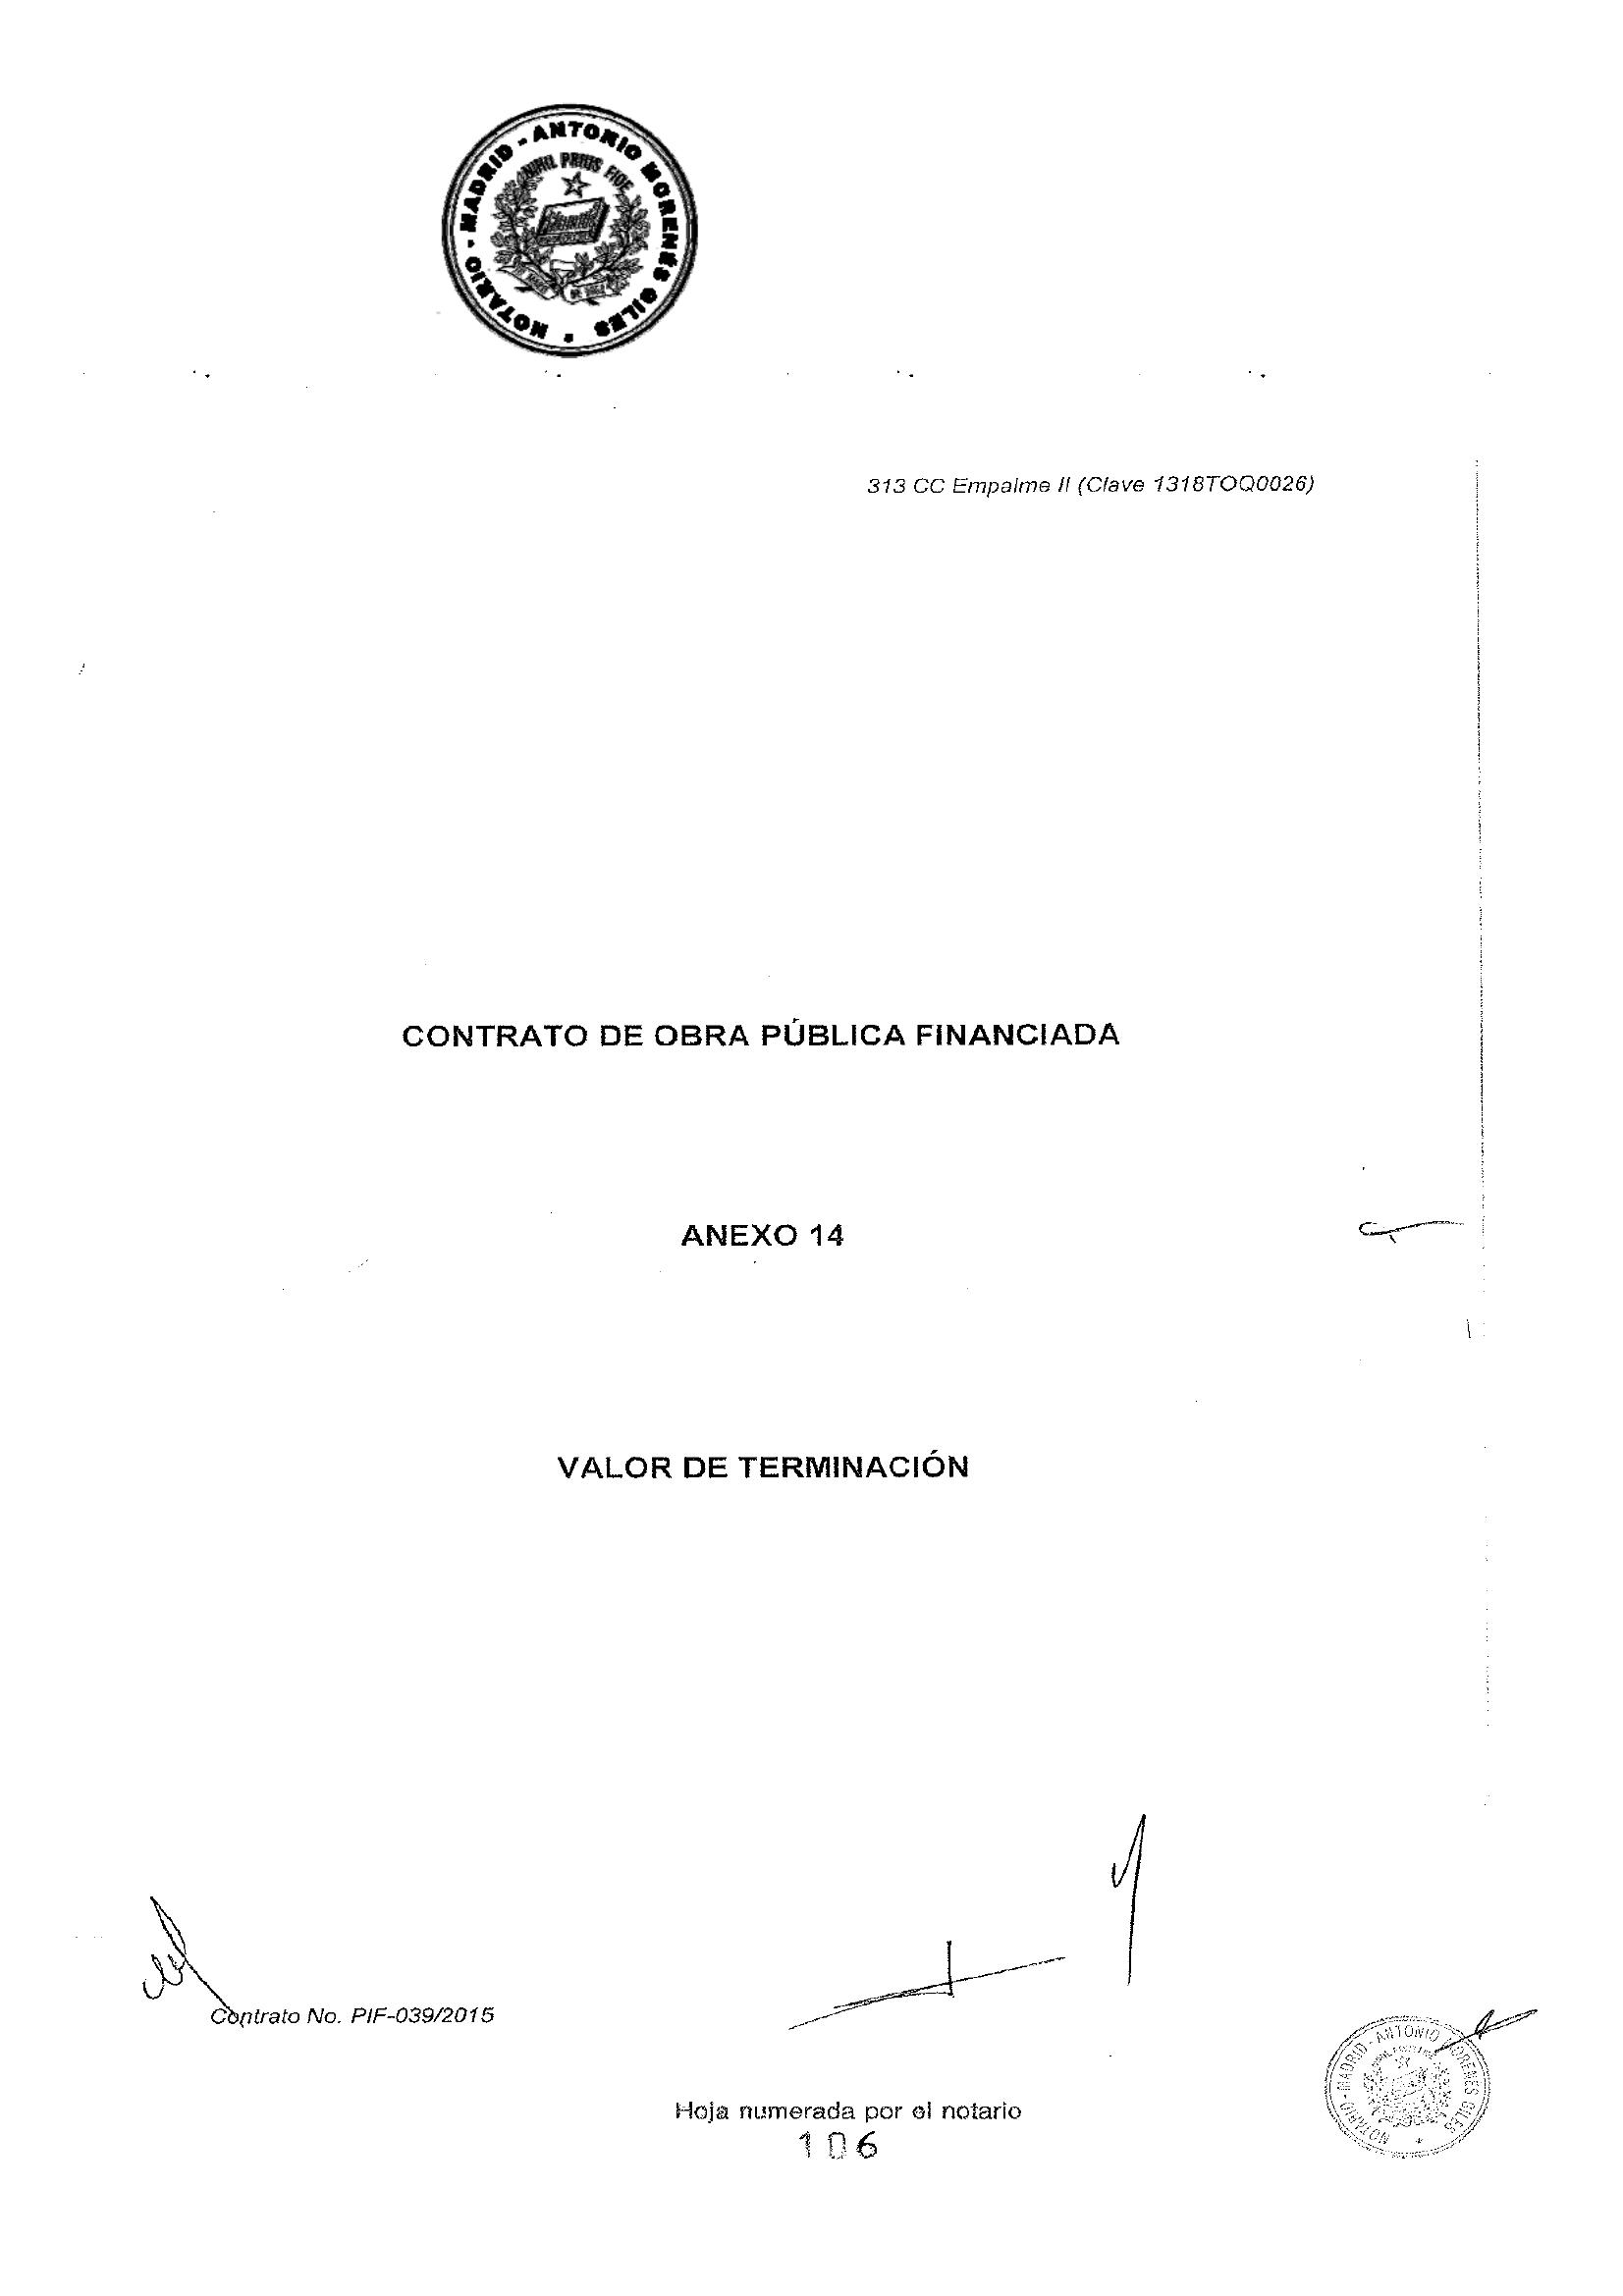 NOTARIO - MADRID - ANTONIO MORENÉS GILES
NIHIL PRIUS FIDE
313 CC Empalme II (Clave 1318TOQ0026)
CONTRATO DE OBRA PÚBLICA FINANCIADA
ANEXO 14
VALOR DE TERMINACIÓN
Contrato No. PIF-039/2015
NOTARIO - MADRID - ANTONIO MORENES GILES
Hoja numerada por el notario
106